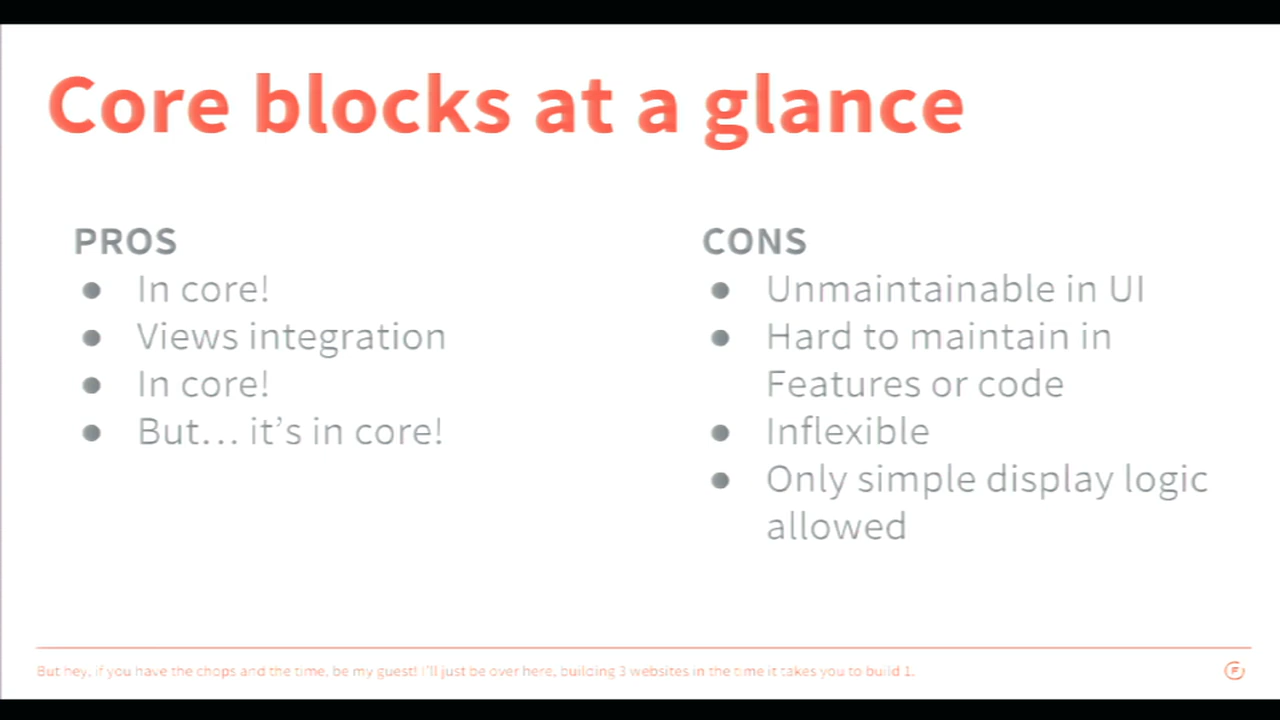 Core blocks at a glance
PROS
● In core!
● Views integration
● In core!
● But… it’s in core!
CONS
● Unmaintainable in UI
● Hard to maintain in
Features or code
● Inflexible
● Only simple display logic
allowed
But hey, if you have the chops and the time, be my guest! I’ll just be over here, building 3 websites in the time it takes you to build 1.
F